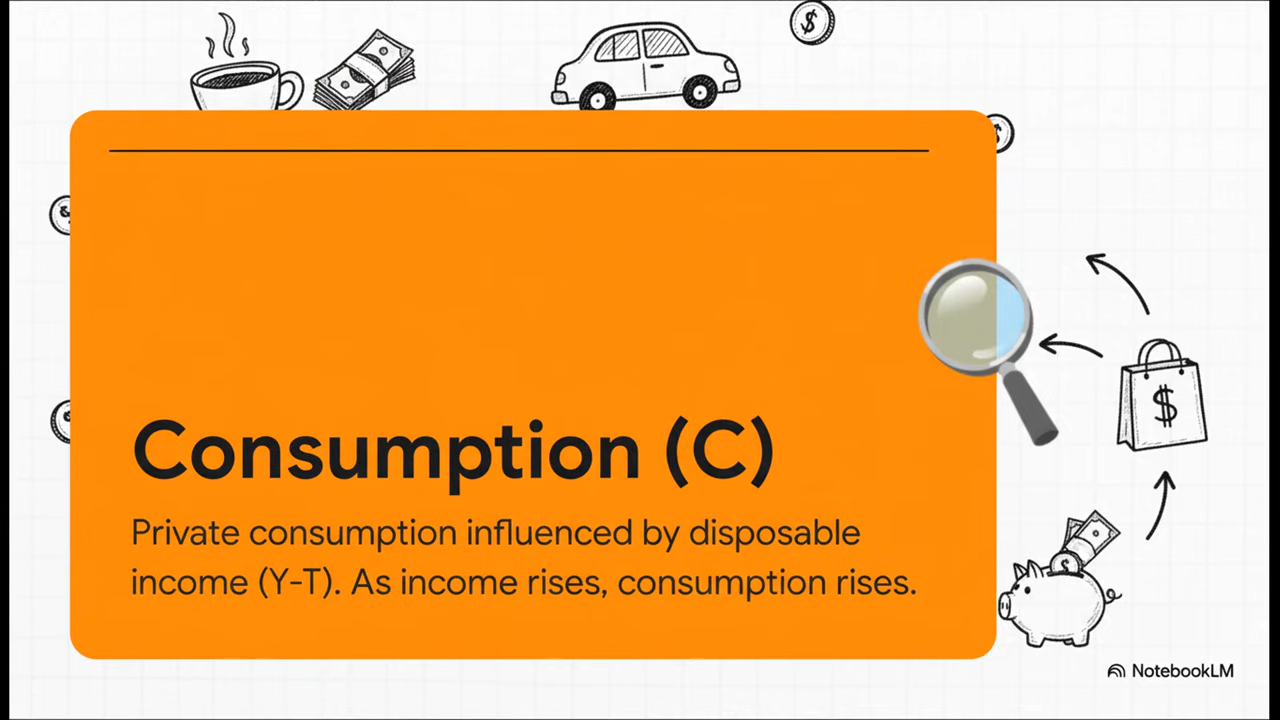 Consumption (C)
Private consumption influenced by disposable
income (Y-T). As income rises, consumption rises.
$
$
NotebookLM